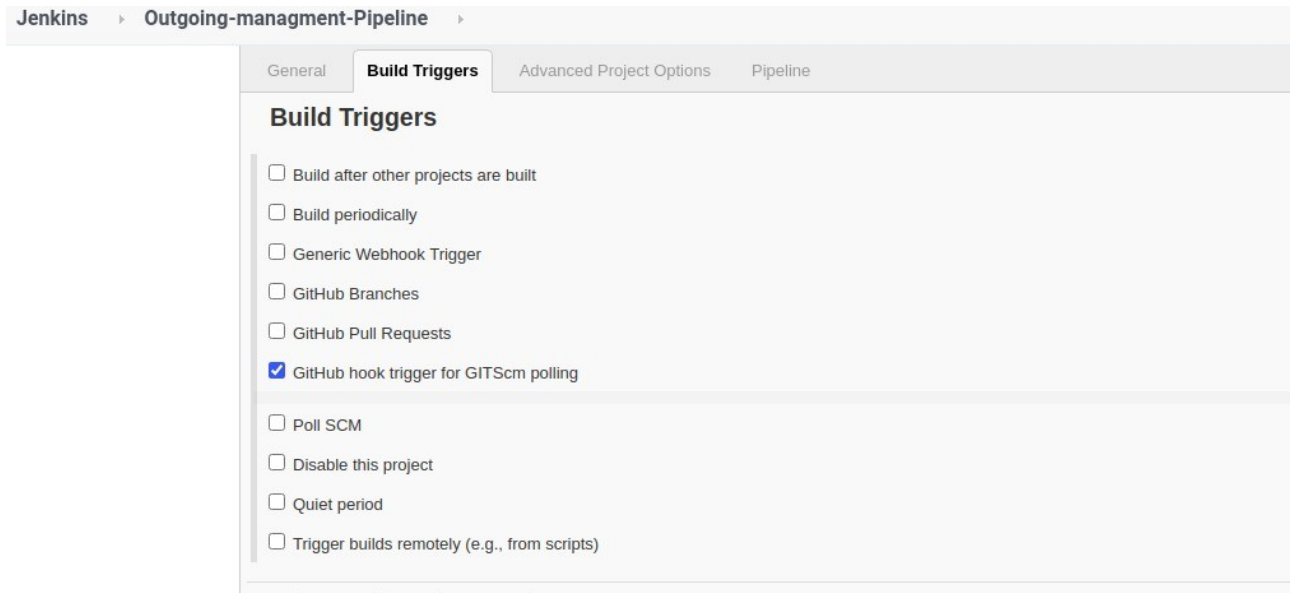 Jenkins Outgoing-managment-Pipeline
General Build Triggers Advanced Project Options Pipeline
Build Triggers
Build after other projects are built
Build periodically
Generic Webhook Trigger
GitHub Branches
GitHub Pull Requests
GitHub hook trigger for GITScm polling
Poll SCM
Disable this project
Quiet period
Trigger builds remotely (e.g., from scripts)